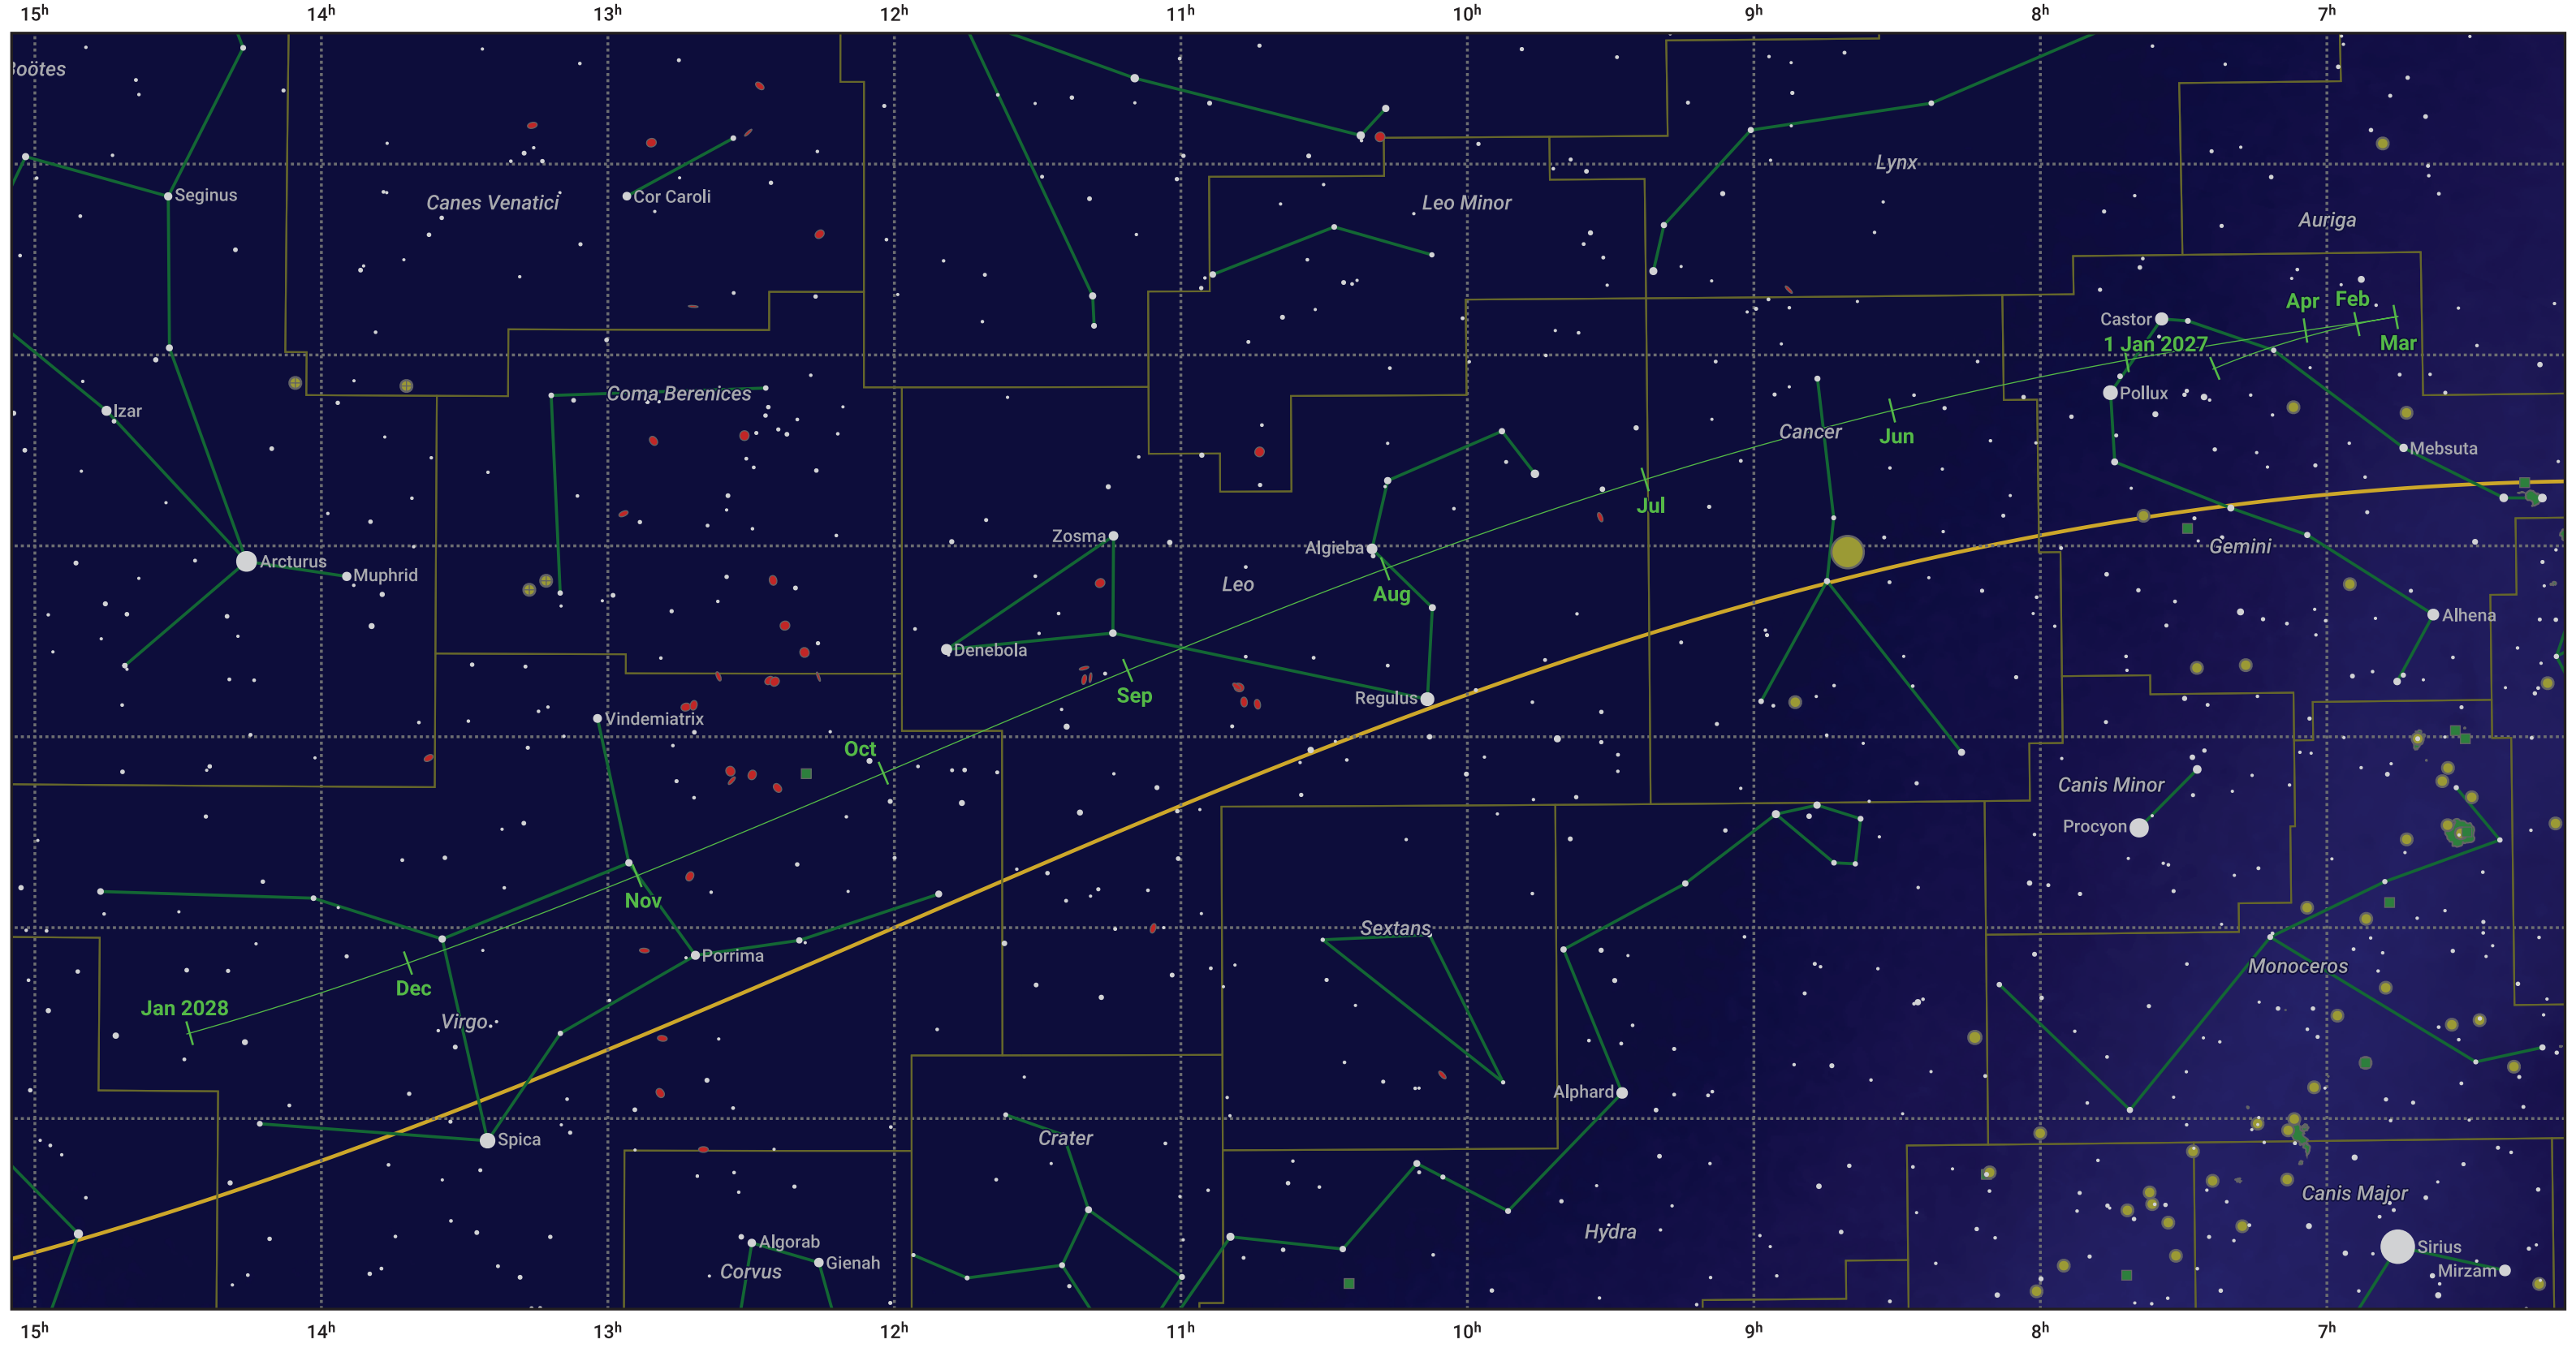 15ʰ 14ʰ 13ʰ 12ʰ 11ʰ 10ʰ 9ʰ 8ʰ 7ʰ
oötes
Lynx
Seginus
Cor Caroli
Canes Venatici
Leo Minor
Auriga
Apr Feb
Castor
1 Jan 2027
Mar
Coma Berenices
Pollux
Izar
Cancer
Jun
Mebsuta
Jul
Zosma
Algieba
Gemini
Arcturus
Muphrid
Leo
Aug
Alhena
Denebola
Sep
Regulus
Vindemiatrix
Oct
Canis Minor
Procyon
Nov
Sextans
Porrima
Monoceros
Dec
Jan 2028
Virgo
Alphard
Spica
Crater
Canis Major
Hydra
Algorab
Sirius
Gienah
Corvus
Mirzam
15ʰ 14ʰ 13ʰ 12ʰ 11ʰ 10ʰ 9ʰ 8ʰ 7ʰ